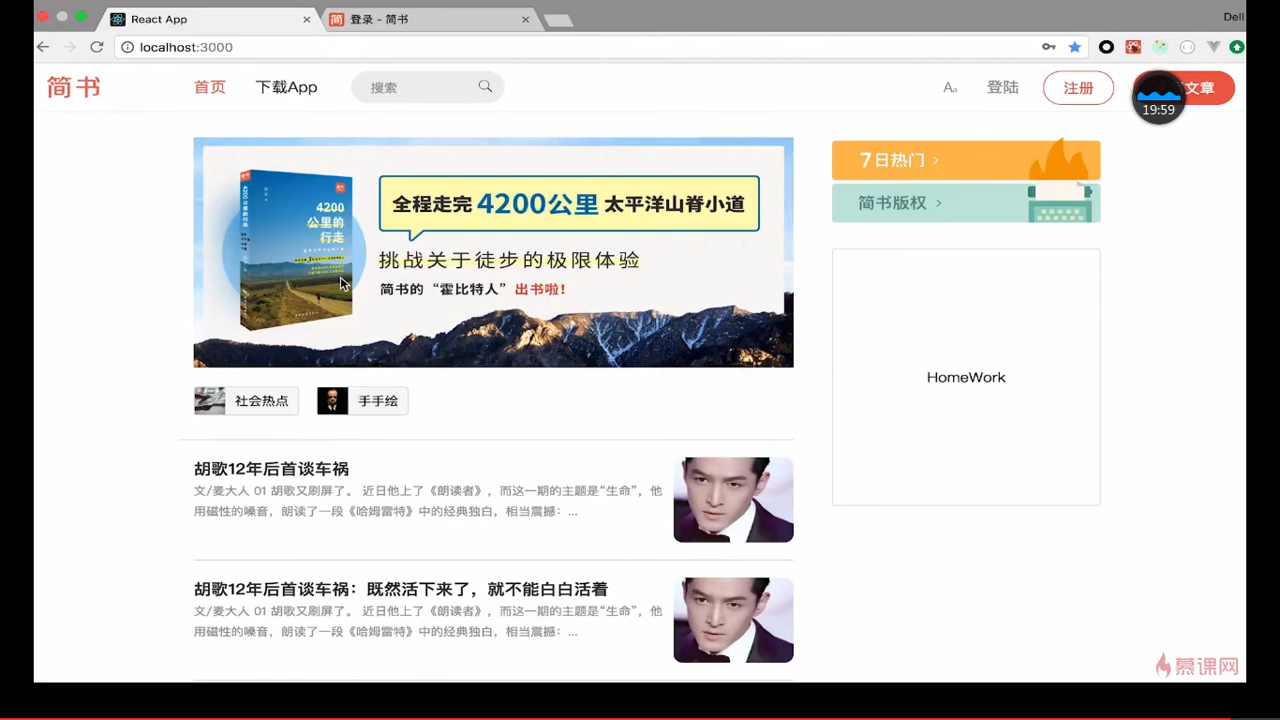 React App
登录 - 简书
Dell
localhost:3000
简书
首页
下载App
搜索
Aa
登陆
注册
文章
19:59
4200
公里的
行走
全程走完 4200公里 太平洋山脊小道
挑战关于徒步的极限体验
简书的“霍比特人”出书啦！
7日热门 >
简书版权 >
HomeWork
社会热点
手手绘
胡歌12年后首谈车祸
文/麦大人 01 胡歌又刷屏了。 近日他上了《朗读者》，而这一期的主题是“生命”，他
用磁性的嗓音，朗读了一段《哈姆雷特》中的经典独白，相当震撼：...
胡歌12年后首谈车祸：既然活下来了，就不能白白活着
文/麦大人 01 胡歌又刷屏了。 近日他上了《朗读者》，而这一期的主题是“生命”，他
用磁性的嗓音，朗读了一段《哈姆雷特》中的经典独白，相当震撼：...
慕课网